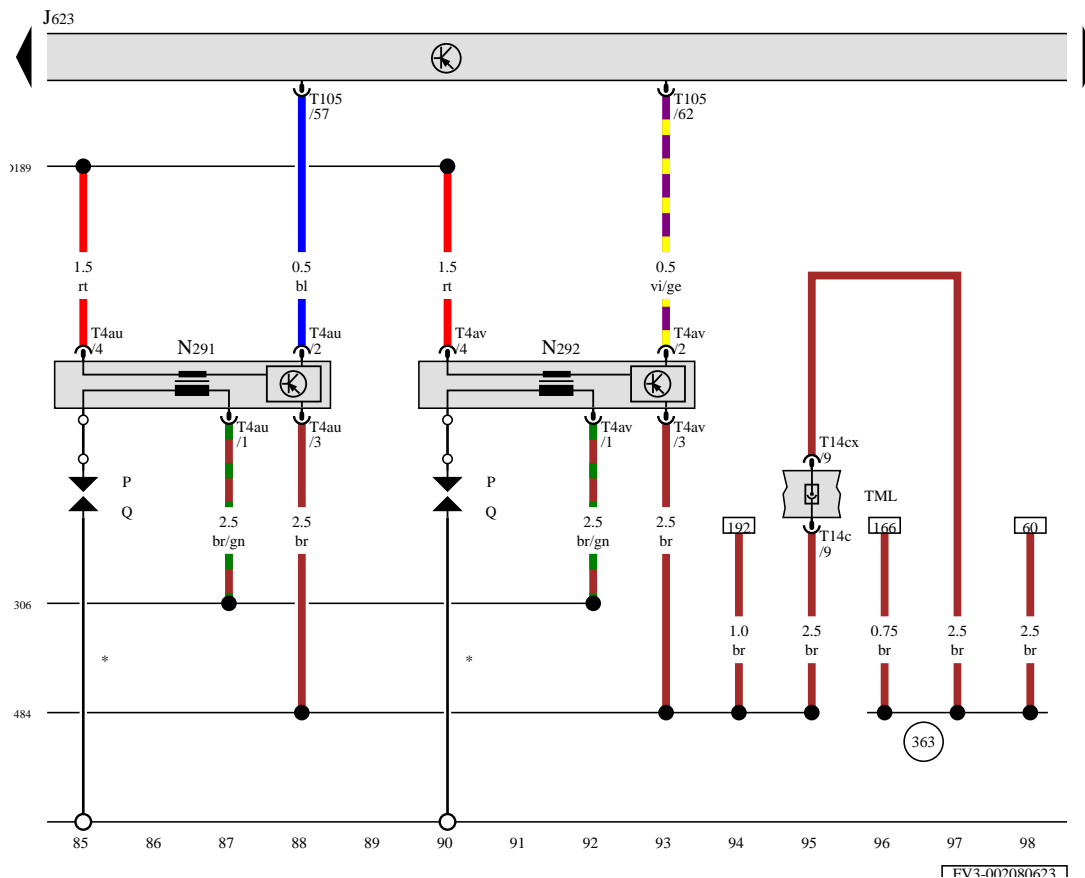 J623
T105
/57
T105
/62
1.5
rt
0.5
bl
1.5
rt
0.5
vi/ge
T4au
/4
N291
T4au
/2
T4av
/4
N292
T4av
/2
T4au
/1
T4au
/3
T4av
/1
T4av
/3
T14cx
/9
TML
T14c
/9
P
Q
P
Q
2.5
br/gn
2.5
br
2.5
br/gn
2.5
br
192
166
60
306
1.0
br
2.5
br
0.75
br
2.5
br
2.5
br
*
*
484
363
85 86 87 88 89 90 91 92 93 94 95 96 97 98
EV3-002080623